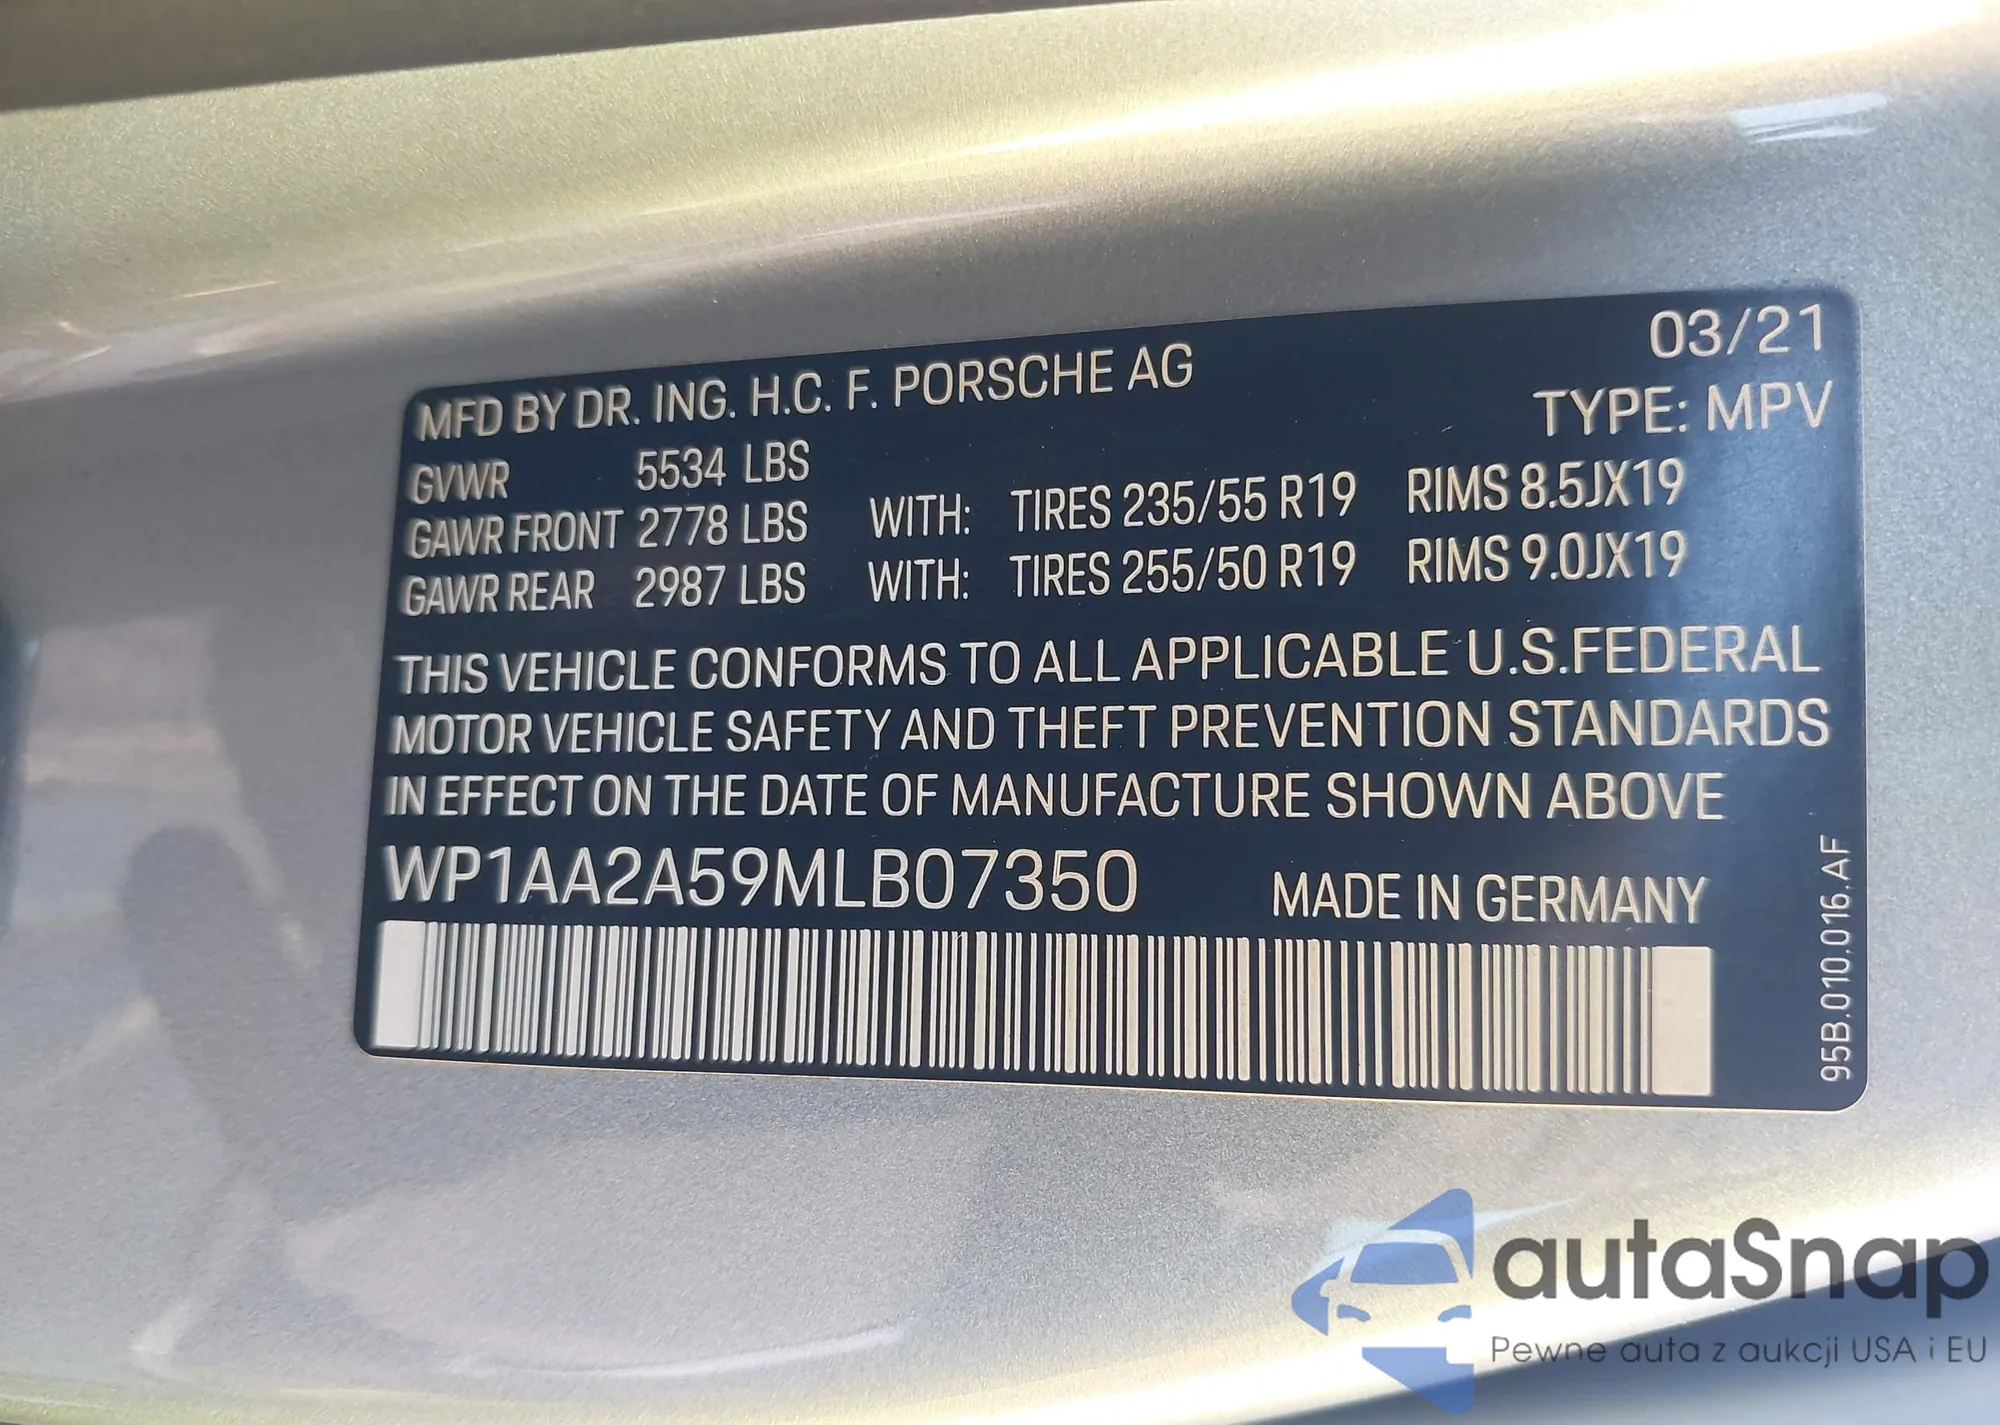 03/21
MFD BY DR. ING. H.C. F. PORSCHE AG
TYPE: MPV
GVWR 5534 LBS
GAWR FRONT 2778 LBS WITH: TIRES 235/55 R19 RIMS 8.5JX19
GAWR REAR 2987 LBS WITH: TIRES 255/50 R19 RIMS 9.0JX19
THIS VEHICLE CONFORMS TO ALL APPLICABLE U.S.FEDERAL
MOTOR VEHICLE SAFETY AND THEFT PREVENTION STANDARDS
IN EFFECT ON THE DATE OF MANUFACTURE SHOWN ABOVE
WP1AA2A59MLB07350 MADE IN GERMANY
95B.010.016.AF
autaSnap
Pewne auta z aukcji USA i EU